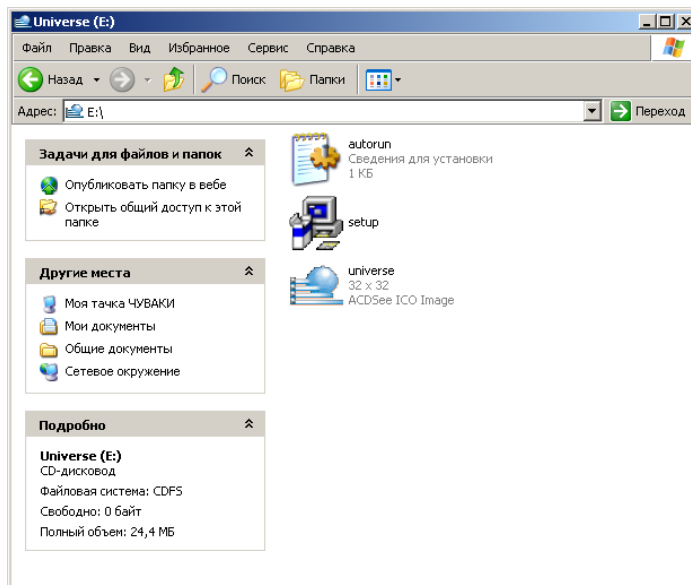 Universe (E:)
Файл Правка Вид Избранное Сервис Справка
Назад Поиск Папки
Адрес: E:\ Переход
Задачи для файлов и папок
Опубликовать папку в вебе
Открыть общий доступ к этой
папке
Другие места
Моя тачка ЧУВАКИ
Мои документы
Общие документы
Сетевое окружение
Подробно
Universe (E:)
CD-дисковод
Файловая система: CDFS
Свободно: 0 байт
Полный объем: 24,4 МБ
autorun
Сведения для установки
1 КБ
setup
universe
32 x 32
ACDSee ICO Image